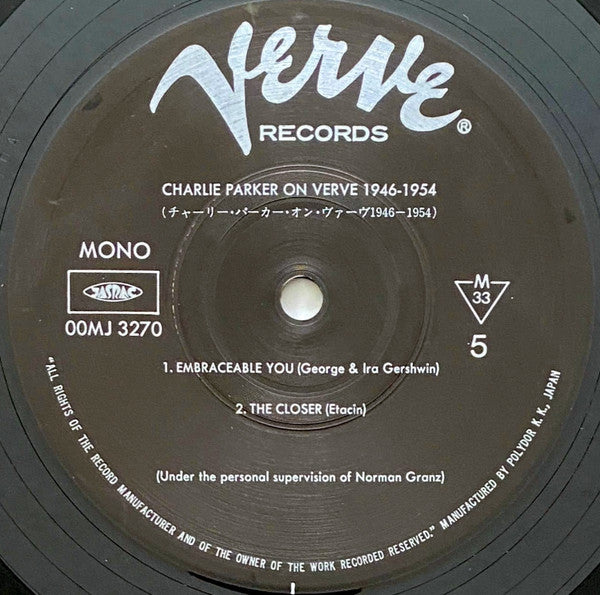 Verve®
RECORDS
CHARLIE PARKER ON VERVE 1946-1954
(チャーリー・パーカー・オン・ヴァーヴ1946－1954)
MONO
JASRAC
00MJ 3270
M
33
5
1. EMBRACEABLE YOU (George & Ira Gershwin)
2. THE CLOSER (Etacin)
(Under the personal supervision of Norman Granz)
"ALL RIGHTS OF THE RECORD MANUFACTURER AND OF THE OWNER OF THE WORK RECORDED RESERVED." MANUFACTURED BY POLYDOR K. K., JAPAN